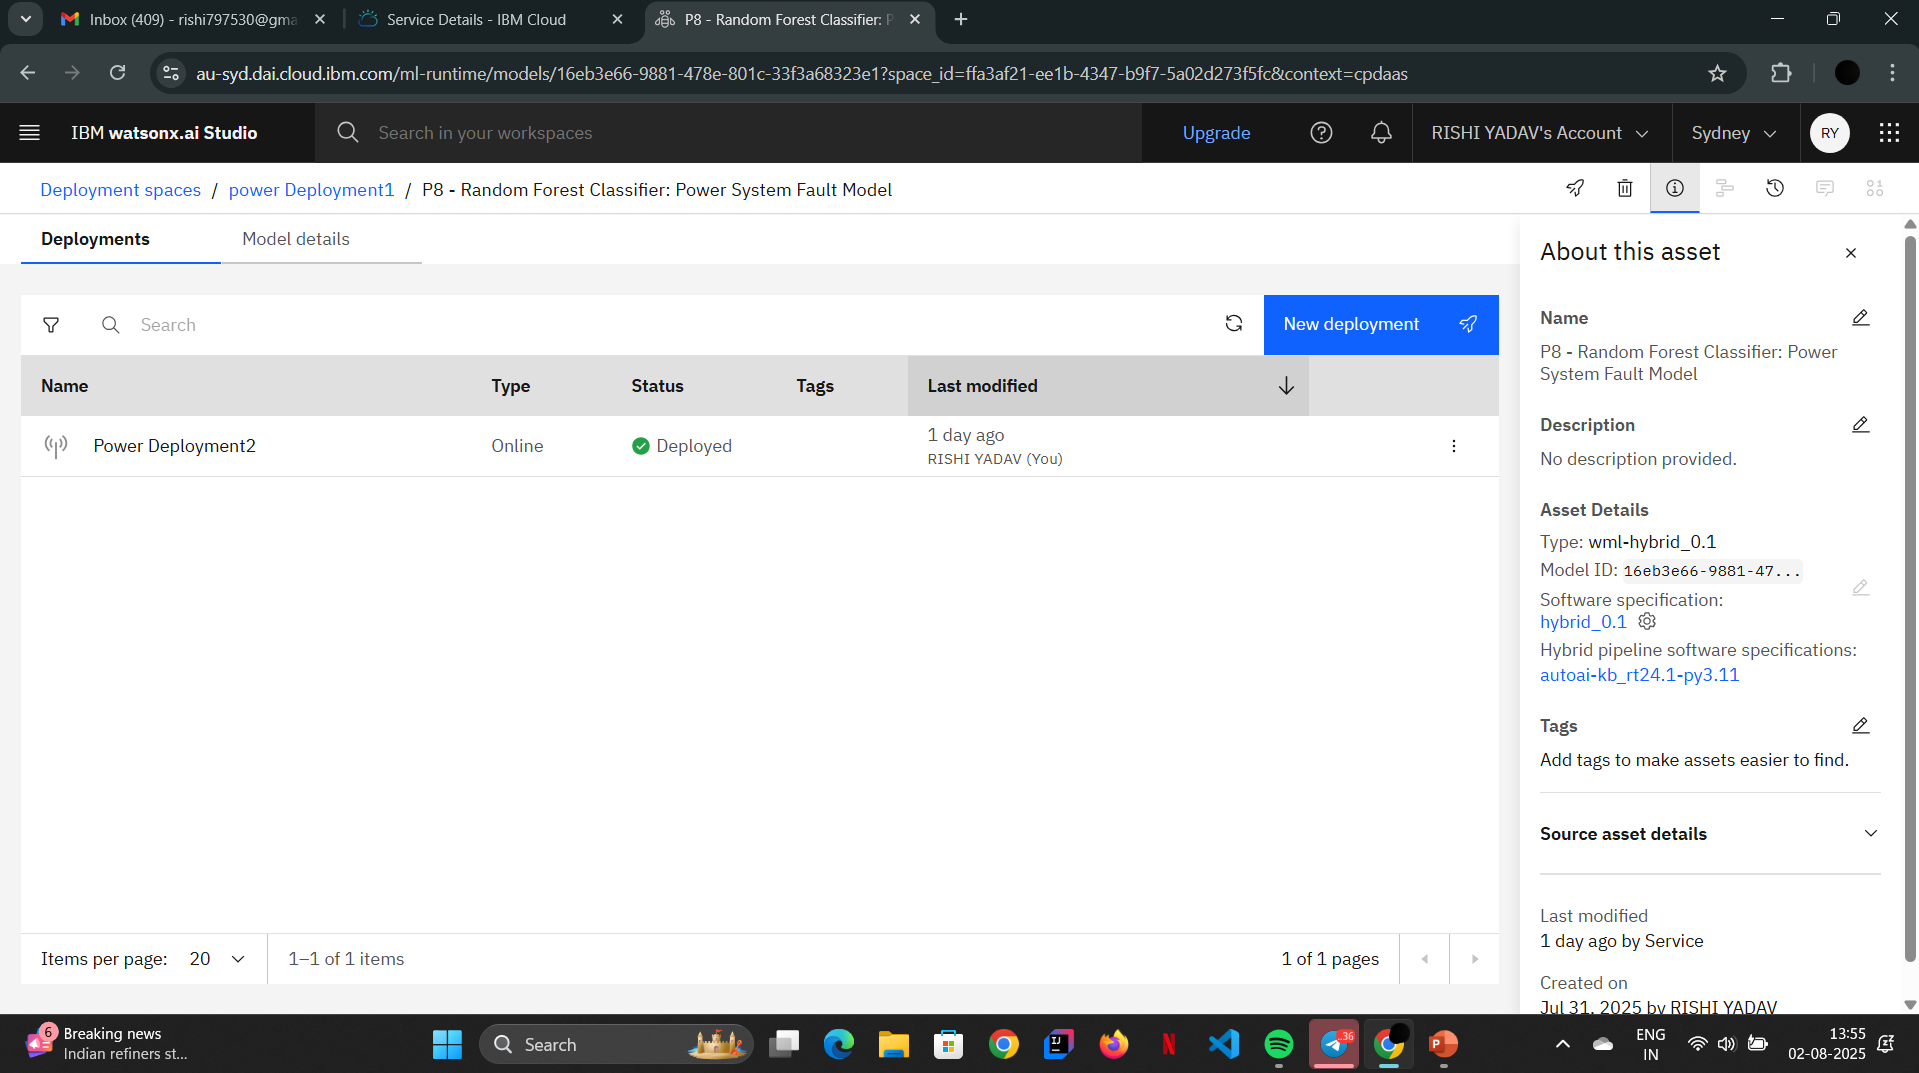 Inbox (409) - rishi797530@gma
Service Details - IBM Cloud
P8 - Random Forest Classifier: P
au-syd.dai.cloud.ibm.com/ml-runtime/models/16eb3e66-9881-478e-801c-33f3a68323e1?space_id=ffa3af21-ee1b-4347-b9f7-5a02d273f5fc&context=cpdaas
IBM watsonx.ai Studio
Search in your workspaces
Upgrade
RISHI YADAV's Account
Sydney
RY
Deployment spaces / power Deployment1 / P8 - Random Forest Classifier: Power System Fault Model
Deployments
Model details
Search
New deployment
Name Type Status Tags Last modified
Power Deployment2 Online Deployed 1 day ago
RISHI YADAV (You)
Items per page: 20 1–1 of 1 items 1 of 1 pages
About this asset
Name
P8 - Random Forest Classifier: Power
System Fault Model
Description
No description provided.
Asset Details
Type: wml-hybrid_0.1
Model ID: 16eb3e66-9881-47...
Software specification:
hybrid_0.1
Hybrid pipeline software specifications:
autoai-kb_rt24.1-py3.11
Tags
Add tags to make assets easier to find.
Source asset details
Last modified
1 day ago by Service
Created on
Jul 31, 2025 by RISHI YADAV
6
Breaking news
Indian refiners st...
Search
IJ
N
..36
P
ENG
IN
13:55
02-08-2025